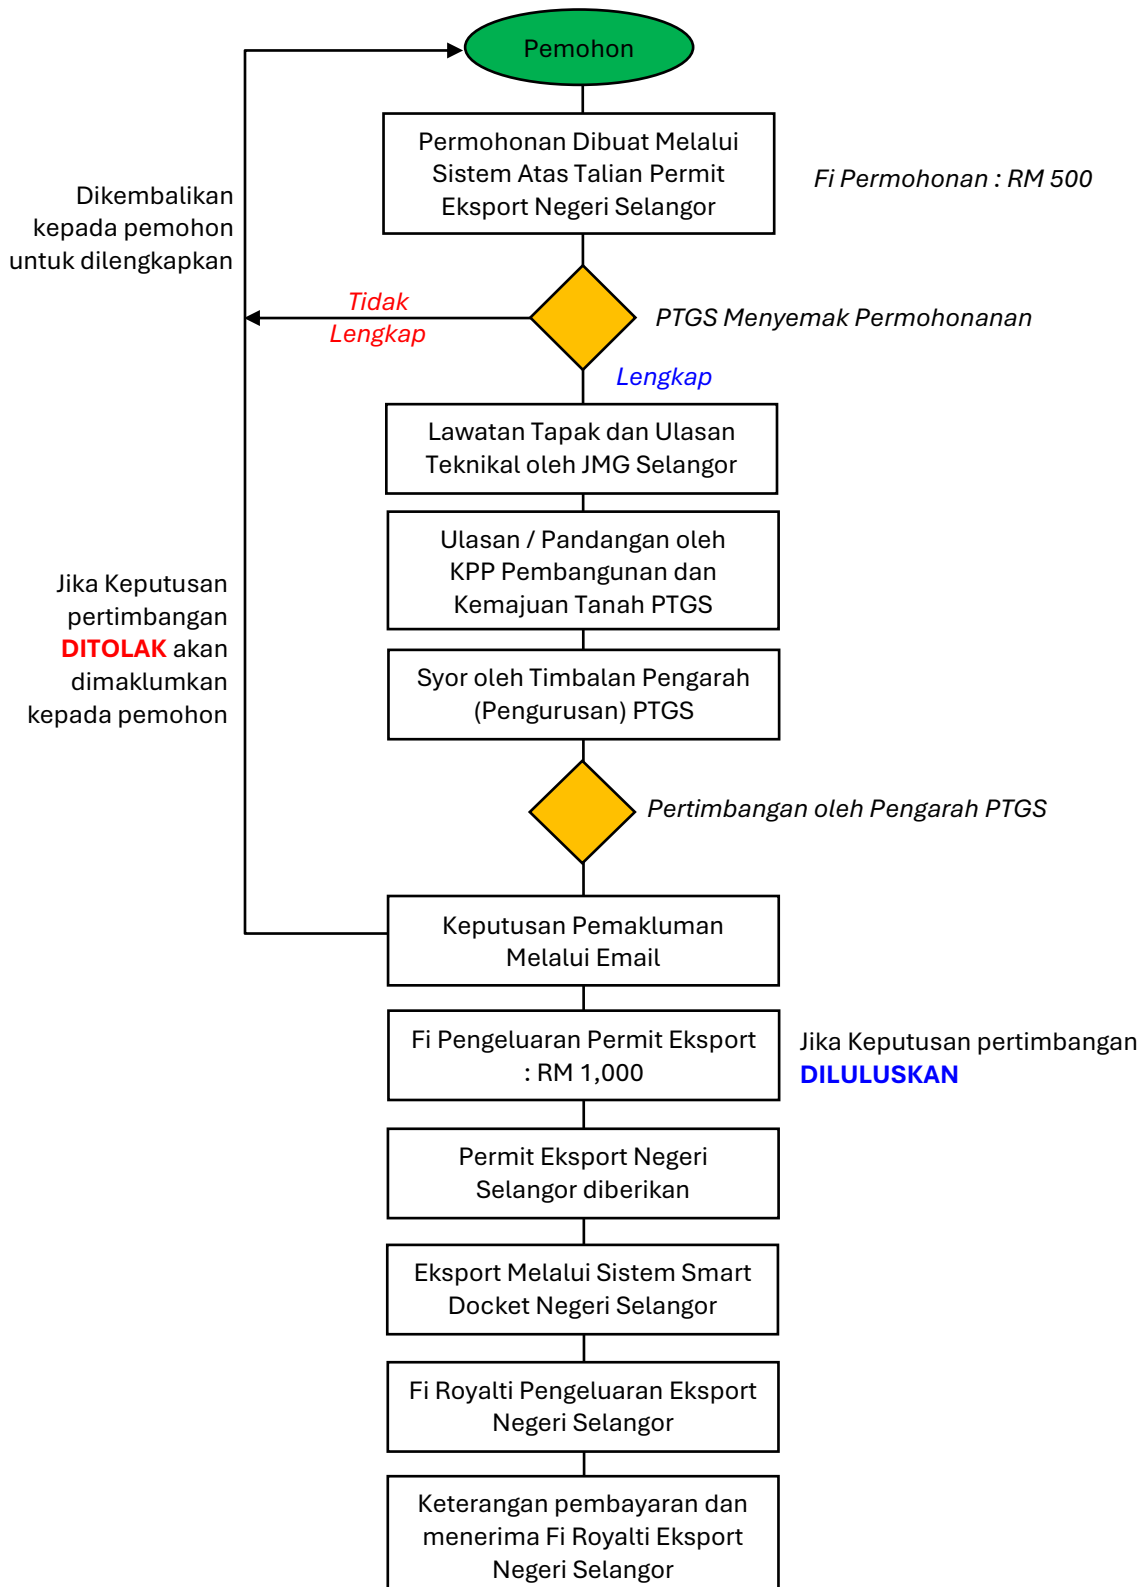 Pemohon
Permohonan Dibuat Melalui
Sistem Atas Talian Permit
Eksport Negeri Selangor
Fi Permohonan : RM 500
Dikembalikan
kepada pemohon
untuk dilengkapkan
Tidak
Lengkap
PTGS Menyemak Permohonanan
Lengkap
Lawatan Tapak dan Ulasan
Teknikal oleh JMG Selangor
Ulasan / Pandangan oleh
KPP Pembangunan dan
Kemajuan Tanah PTGS
Jika Keputusan
pertimbangan
DITOLAK akan
dimaklumkan
kepada pemohon
Syor oleh Timbalan Pengarah
(Pengurusan) PTGS
Pertimbangan oleh Pengarah PTGS
Keputusan Pemakluman
Melalui Email
Fi Pengeluaran Permit Eksport
: RM 1,000
Jika Keputusan pertimbangan
DILULUSKAN
Permit Eksport Negeri
Selangor diberikan
Eksport Melalui Sistem Smart
Docket Negeri Selangor
Fi Royalti Pengeluaran Eksport
Negeri Selangor
Keterangan pembayaran dan
menerima Fi Royalti Eksport
Negeri Selangor